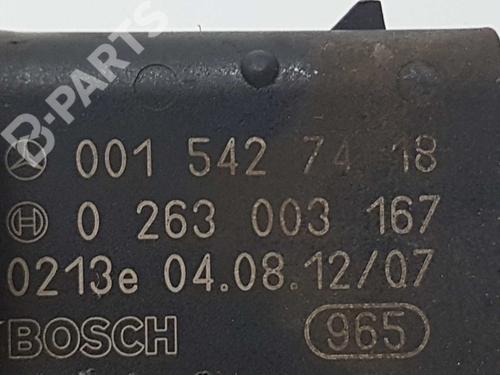 B-PARTS
001 542 74 18
0 263 003 167
0213e 04.08.12/07
BOSCH 965